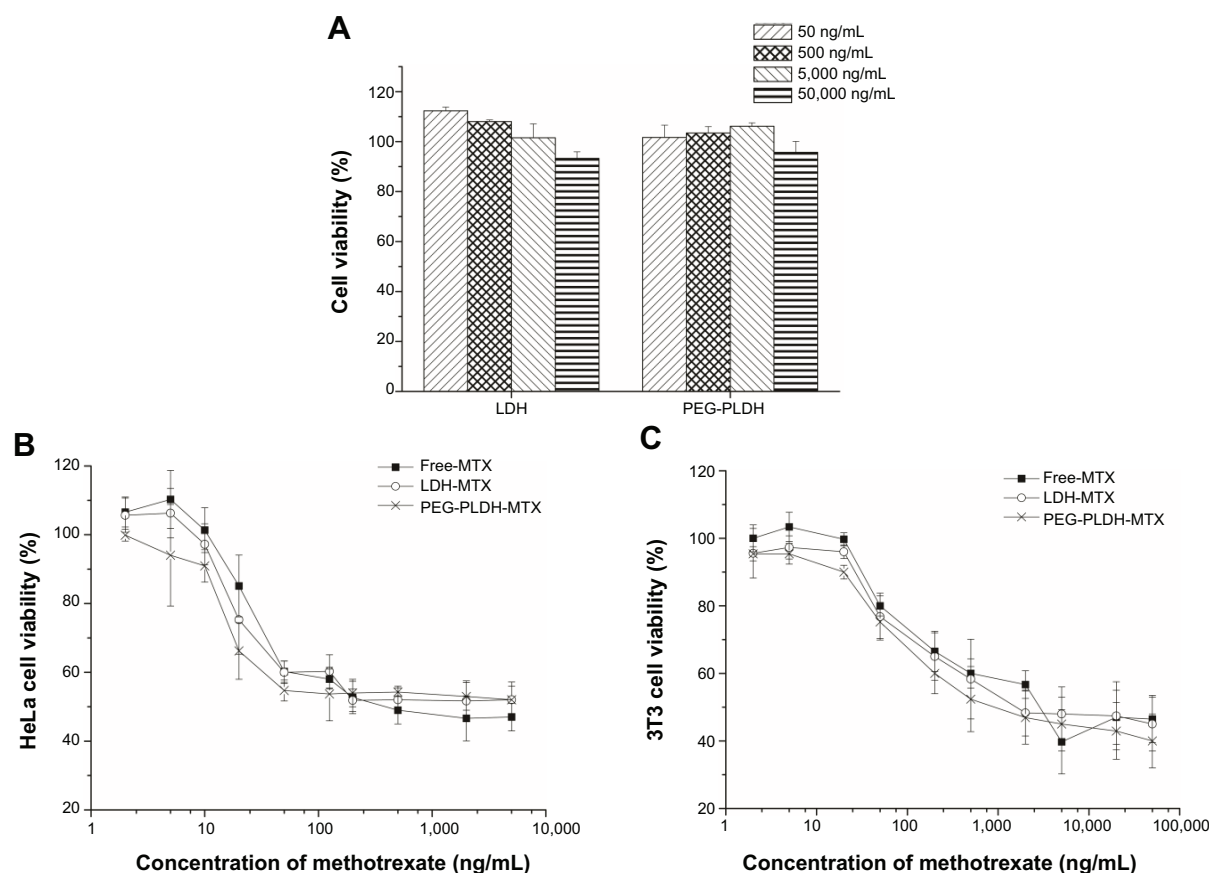 A
50 ng/mL
500 ng/mL
5,000 ng/mL
50,000 ng/mL
120
100
80
60
40
20
0
Cell viability (%)
LDH
PEG-PLDH
B
120
100
80
60
40
20
HeLa cell viability (%)
Free-MTX
LDH-MTX
PEG-PLDH-MTX
1
10
100
1,000
10,000
Concentration of methotrexate (ng/mL)
C
120
100
80
60
40
20
3T3 cell viability (%)
Free-MTX
LDH-MTX
PEG-PLDH-MTX
1
10
100
1,000
10,000
100,000
Concentration of methotrexate (ng/mL)